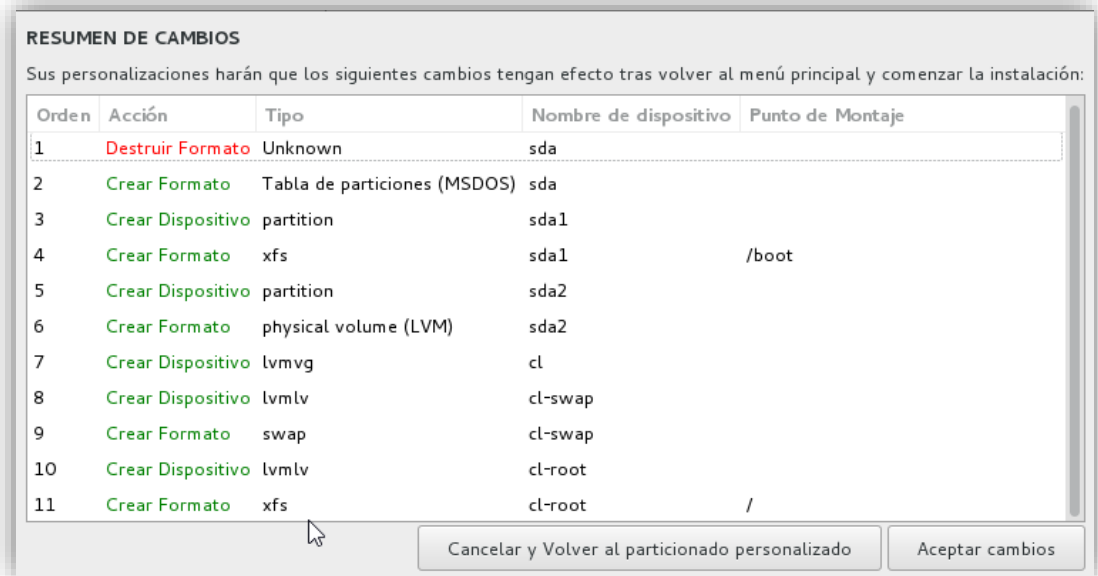 RESUMEN DE CAMBIOS
Sus personalizaciones harán que los siguientes cambios tengan efecto tras volver al menú principal y comenzar la instalación:
Orden Acción Tipo Nombre de dispositivo Punto de Montaje
1 Destruir Formato Unknown sda
2 Crear Formato Tabla de particiones (MSDOS) sda
3 Crear Dispositivo partition sda1
4 Crear Formato xfs sda1 /boot
5 Crear Dispositivo partition sda2
6 Crear Formato physical volume (LVM) sda2
7 Crear Dispositivo lvmvg cl
8 Crear Dispositivo lvmlv cl-swap
9 Crear Formato swap cl-swap
10 Crear Dispositivo lvmlv cl-root
11 Crear Formato xfs cl-root /
Cancelar y Volver al particionado personalizado Aceptar cambios